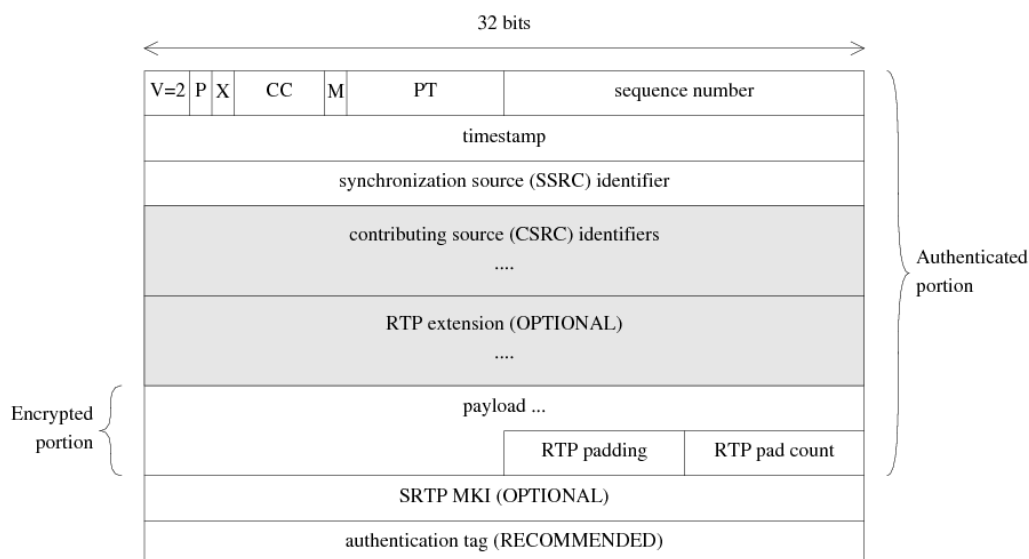 32 bits
V=2 P X CC M PT sequence number
timestamp
synchronization source (SSRC) identifier
contributing source (CSRC) identifiers
....
RTP extension (OPTIONAL)
....
Authenticated
portion
Encrypted
portion
payload ...
RTP padding RTP pad count
SRTP MKI (OPTIONAL)
authentication tag (RECOMMENDED)